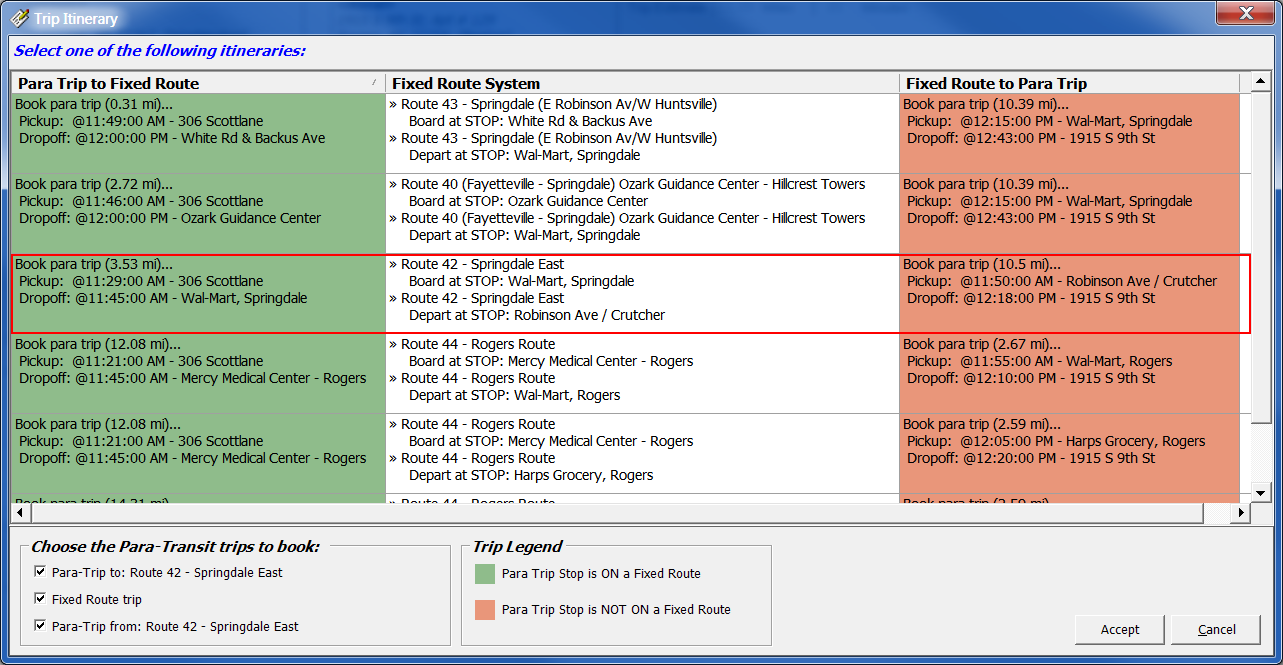 Trip Itinerary
Select one of the following itineraries:
Para Trip to Fixed Route
Fixed Route System
Fixed Route to Para Trip
Book para trip (0.31 mi)...
Pickup: @11:49:00 AM - 306 Scottlane
Dropoff: @12:00:00 PM - White Rd & Backus Ave
» Route 43 - Springdale (E Robinson Av/W Huntsville)
Board at STOP: White Rd & Backus Ave
» Route 43 - Springdale (E Robinson Av/W Huntsville)
Depart at STOP: Wal-Mart, Springdale
Book para trip (10.39 mi)...
Pickup: @12:15:00 PM - Wal-Mart, Springdale
Dropoff: @12:43:00 PM - 1915 S 9th St
Book para trip (2.72 mi)...
Pickup: @11:46:00 AM - 306 Scottlane
Dropoff: @12:00:00 PM - Ozark Guidance Center
» Route 40 (Fayetteville - Springdale) Ozark Guidance Center - Hillcrest Towers
Board at STOP: Ozark Guidance Center
» Route 40 (Fayetteville - Springdale) Ozark Guidance Center - Hillcrest Towers
Depart at STOP: Wal-Mart, Springdale
Book para trip (10.39 mi)...
Pickup: @12:15:00 PM - Wal-Mart, Springdale
Dropoff: @12:43:00 PM - 1915 S 9th St
Book para trip (3.53 mi)...
Pickup: @11:29:00 AM - 306 Scottlane
Dropoff: @11:45:00 AM - Wal-Mart, Springdale
» Route 42 - Springdale East
Board at STOP: Wal-Mart, Springdale
» Route 42 - Springdale East
Depart at STOP: Robinson Ave / Crutcher
Book para trip (10.5 mi)...
Pickup: @11:50:00 AM - Robinson Ave / Crutcher
Dropoff: @12:18:00 PM - 1915 S 9th St
Book para trip (12.08 mi)...
Pickup: @11:21:00 AM - 306 Scottlane
Dropoff: @11:45:00 AM - Mercy Medical Center - Rogers
» Route 44 - Rogers Route
Board at STOP: Mercy Medical Center - Rogers
» Route 44 - Rogers Route
Depart at STOP: Wal-Mart, Rogers
Book para trip (2.67 mi)...
Pickup: @11:55:00 AM - Wal-Mart, Rogers
Dropoff: @12:10:00 PM - 1915 S 9th St
Book para trip (12.08 mi)...
Pickup: @11:21:00 AM - 306 Scottlane
Dropoff: @11:45:00 AM - Mercy Medical Center - Rogers
» Route 44 - Rogers Route
Board at STOP: Mercy Medical Center - Rogers
» Route 44 - Rogers Route
Depart at STOP: Harps Grocery, Rogers
Book para trip (2.59 mi)...
Pickup: @12:05:00 PM - Harps Grocery, Rogers
Dropoff: @12:20:00 PM - 1915 S 9th St
Book para trip (14.31 mi)...
» Route 44 - Rogers Route
Book para trip (2.59 mi)...
Choose the Para-Transit trips to book:
Para-Trip to: Route 42 - Springdale East
Fixed Route trip
Para-Trip from: Route 42 - Springdale East
Trip Legend
Para Trip Stop is ON a Fixed Route
Para Trip Stop is NOT ON a Fixed Route
Accept
Cancel